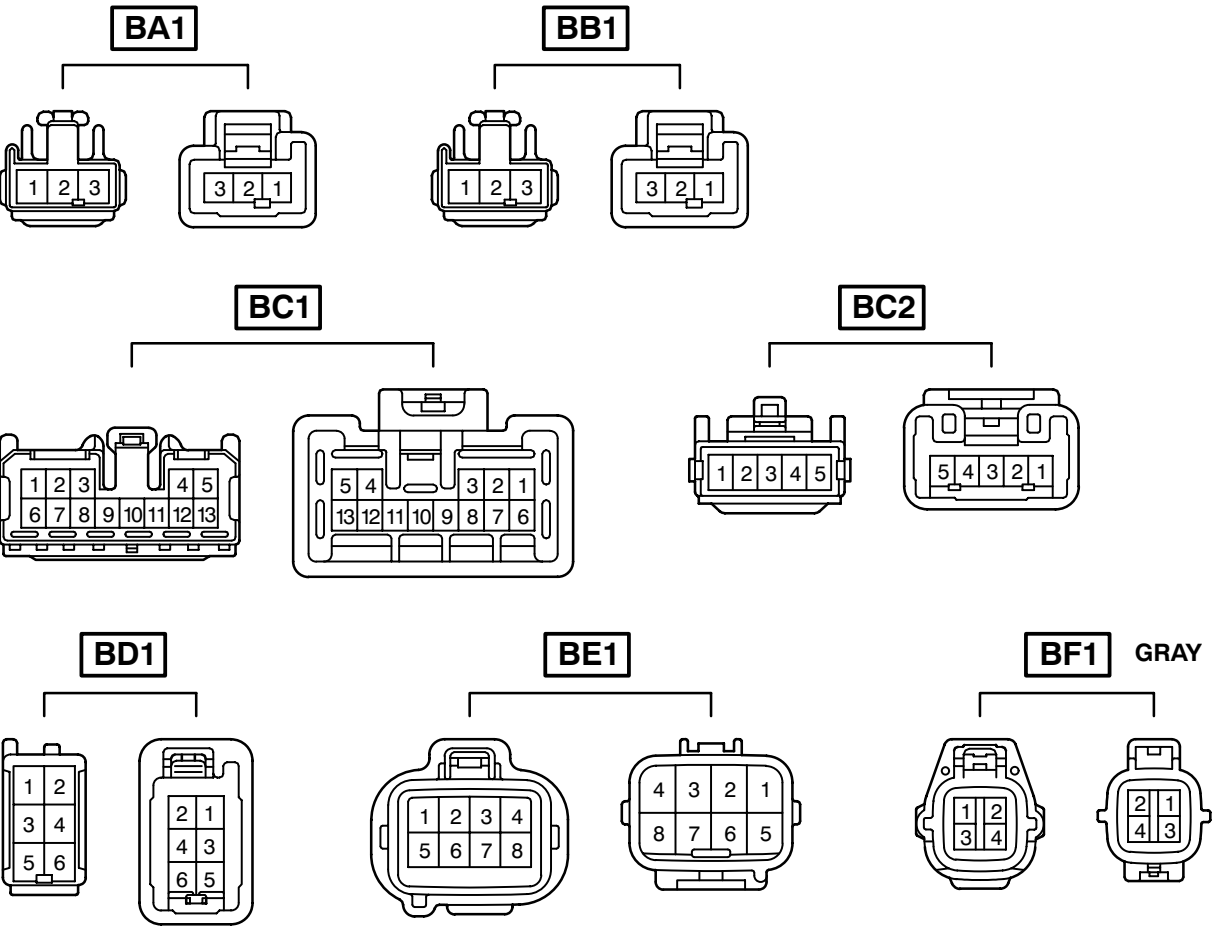 BA1
BB1
1 2 3
3 2 1
1 2 3
3 2 1
BC1
BC2
1 2 3 4 5
6 7 8 9 10 11 12 13
5 4 3 2 1
13 12 11 10 9 8 7 6
1 2 3 4 5
5 4 3 2 1
BD1
BE1
BF1 GRAY
1 2
3 4
5 6
2 1
4 3
6 5
1 2 3 4
5 6 7 8
4 3 2 1
8 7 6 5
1 2
3 4
2 1
4 3